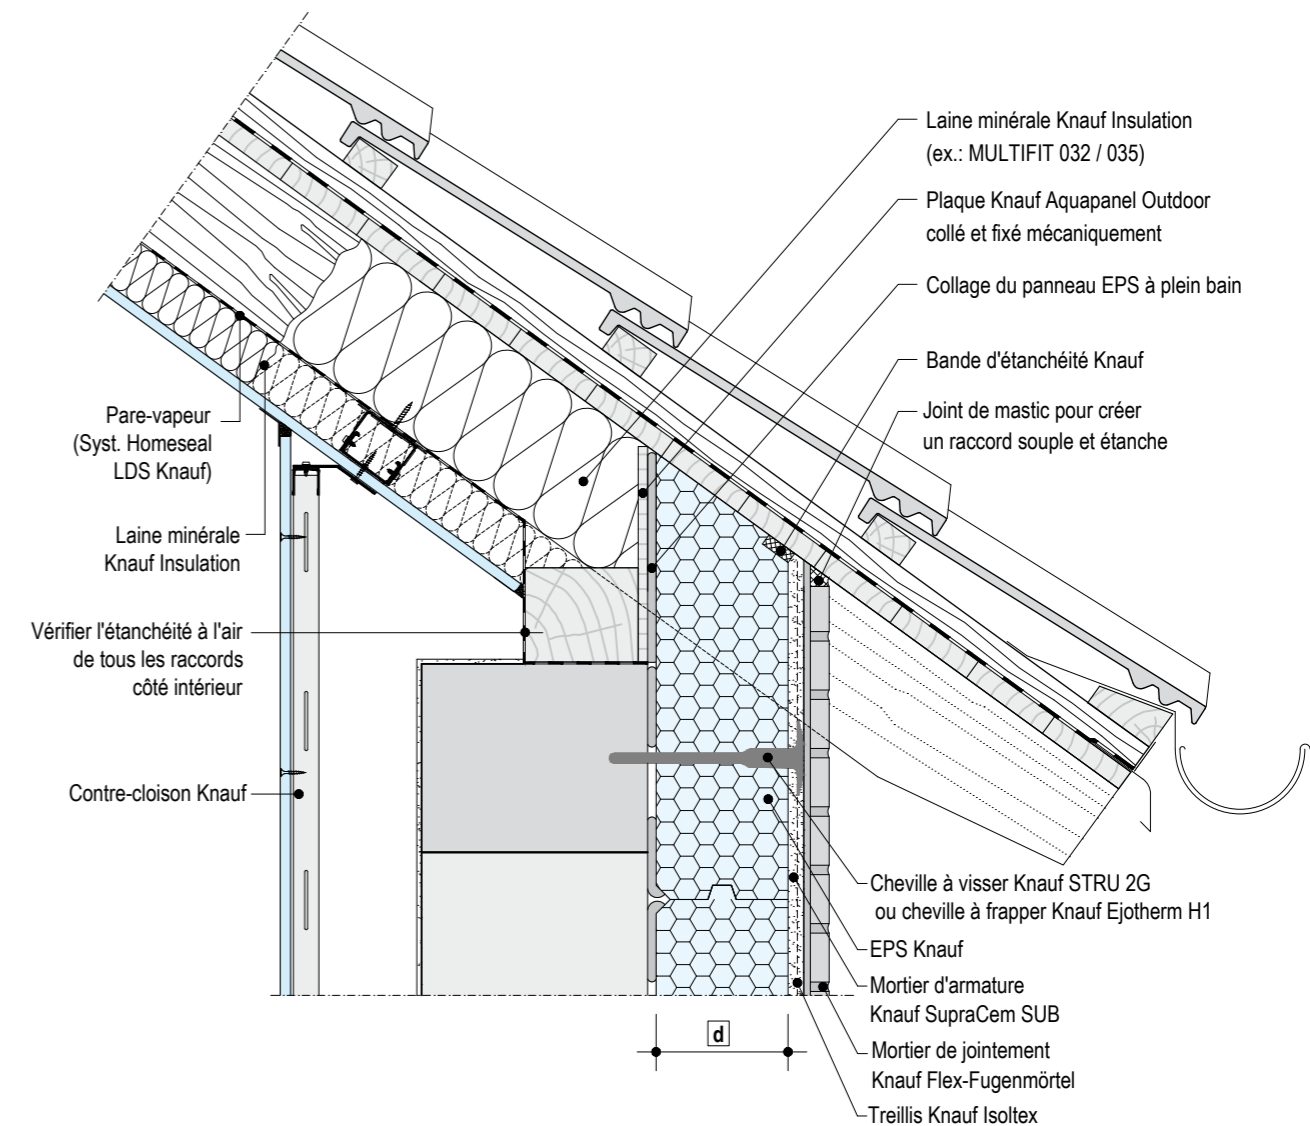 Laine minérale Knauf Insulation
(ex.: MULTIFIT 032 / 035)
Plaque Knauf Aquapanel Outdoor
collé et fixé mécaniquement
Collage du panneau EPS à plein bain
Bande d'étanchéité Knauf
Joint de mastic pour créer
un raccord souple et étanche
Pare-vapeur
(Syst. Homeseal
LDS Knauf)
Laine minérale
Knauf Insulation
Vérifier l'étanchéité à l'air
de tous les raccords
côté intérieur
Contre-cloison Knauf
Cheville à visser Knauf STRU 2G
ou cheville à frapper Knauf Ejotherm H1
EPS Knauf
Mortier d'armature
Knauf SupraCem SUB
Mortier de jointement
Knauf Flex-Fugenmörtel
Treillis Knauf Isoltex
d